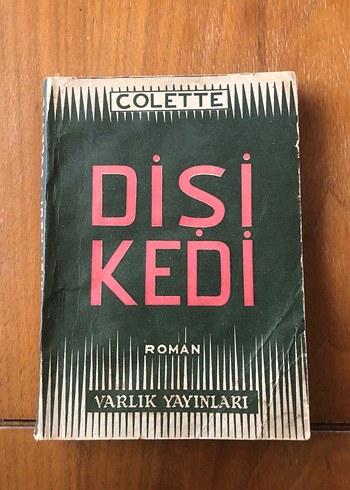 COLETTE
DİŞİ
KEDİ
ROMAN
VARLIK YAYINLARI